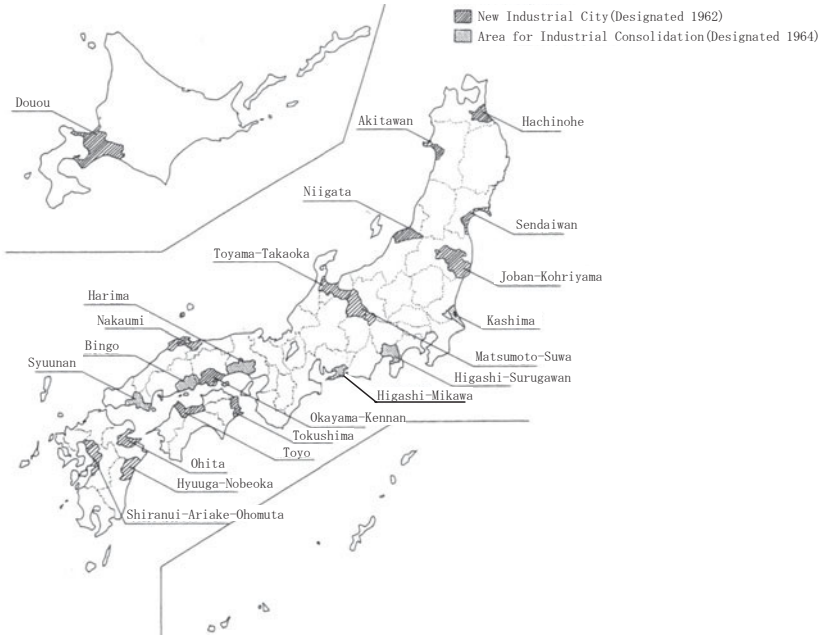 New Industrial City(Designated 1962)
Area for Industrial Consolidation(Designated 1964)
Douou
Akitawan
Hachinohe
Niigata
Sendaiwan
Toyama-Takaoka
Joban-Kohriyama
Harima
Nakaumi
Kashima
Bingo
Matsumoto-Suwa
Syuunan
Higashi-Surugawan
Higashi-Mikawa
Okayama-Kennan
Tokushima
Toyo
Ohita
Hyuuga-Nobeoka
Shiranui-Ariake-Ohomuta